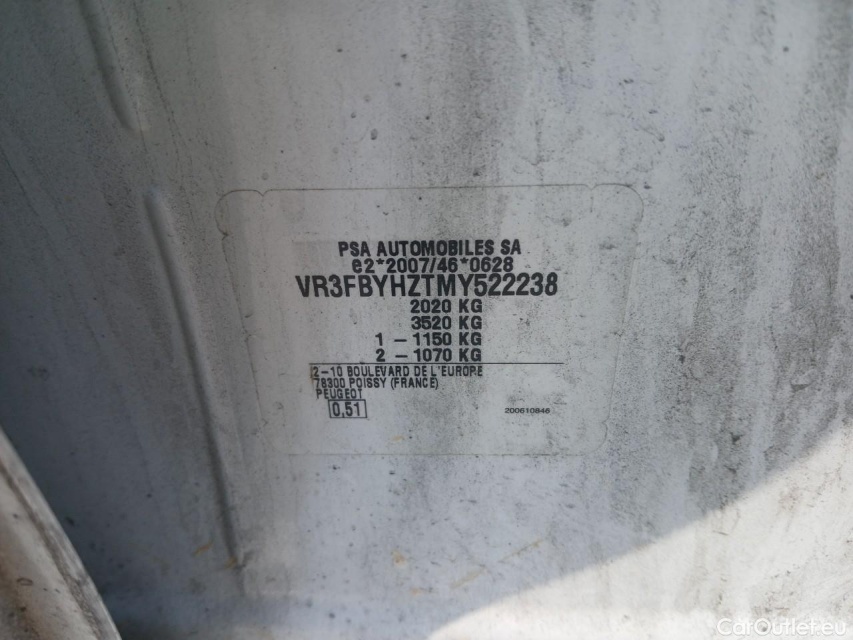 PSA AUTOMOBILES SA
e2*2007/46*0628
VR3FBYHZTMY522238
2020 KG
3520 KG
1 – 1150 KG
2 – 1070 KG
2–10 BOULEVARD DE L'EUROPE
78300 POISSY (FRANCE)
PEUGEOT
0,51
200610846
CarOutlet.eu